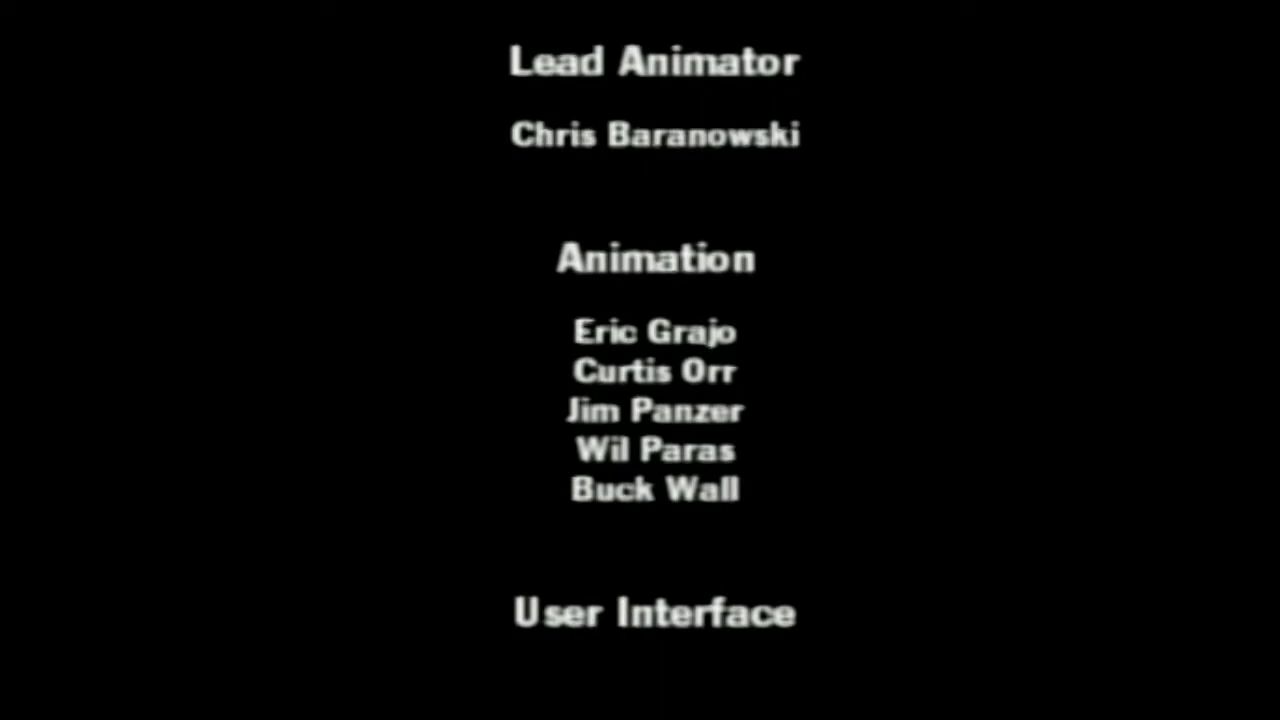 Lead Animator
Chris Baranowski
Animation
Eric Grajo
Curtis Orr
Jim Panzer
Wil Paras
Buck Wall
User Interface